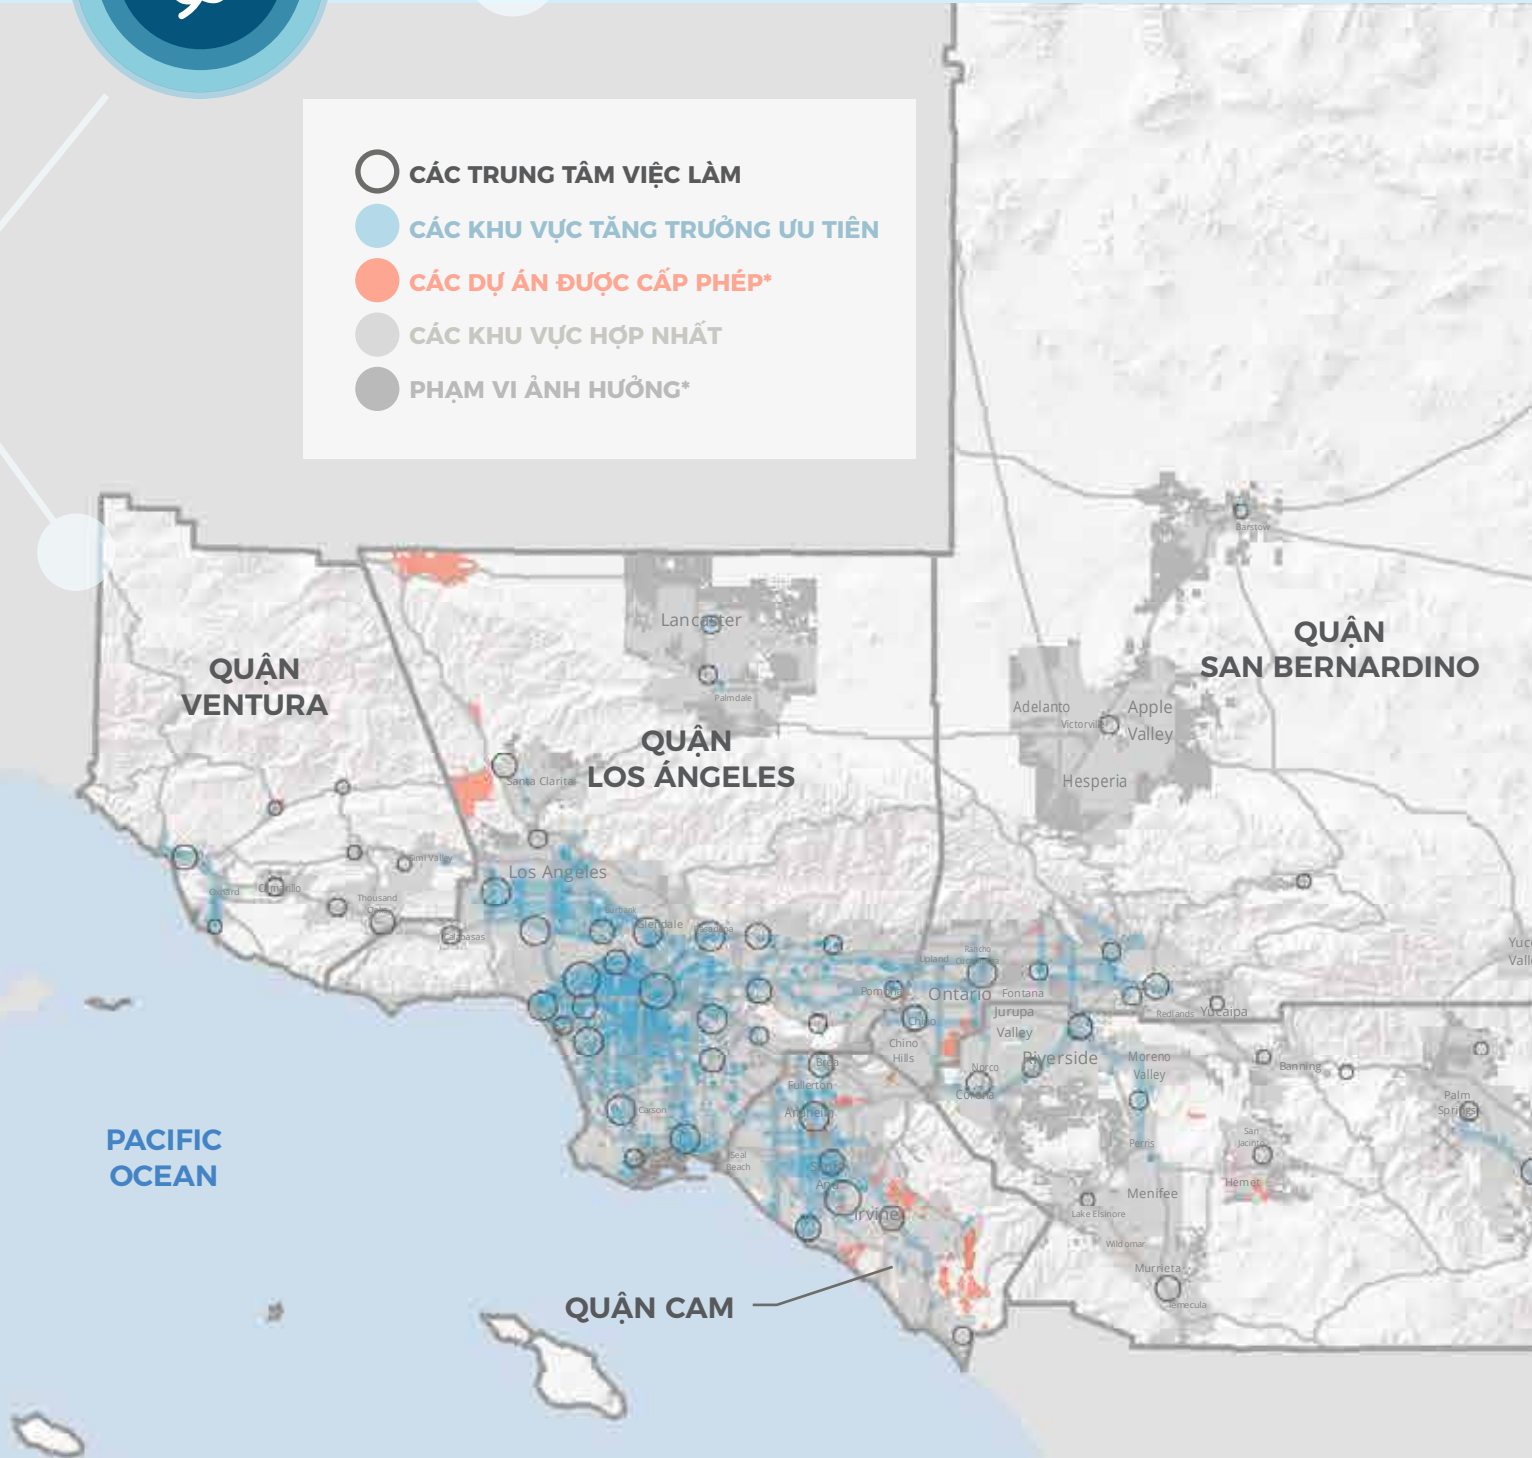 CÁC TRUNG TÂM VIỆC LÀM
CÁC KHU VỰC TĂNG TRƯỞNG ƯU TIÊN
CÁC DỰ ÁN ĐƯỢC CẤP PHÉP*
CÁC KHU VỰC HỢP NHẤT
PHẠM VI ẢNH HƯỞNG*
Barstow
Lancaster
QUẬN
SAN BERNARDINO
QUẬN
VENTURA
Palmdale
Adelanto
Victorville
Apple
Valley
QUẬN
LOS ÁNGELES
Santa Clarita
Hesperia
Simi Valley
Los Angeles
Oxnard
Camarillo
Thousand
Oaks
Burbank
Glendale
Pasadena
Calabasas
Upland
Rancho
Cucamonga
Pomona
Ontario
Fontana
Redlands
Yucaipa
Chino
Jurupa
Valley
Chino
Hills
Riverside
Moreno
Valley
Banning
Brea
Norco
Fullerton
Corona
Palm
Springs
Carson
Anaheim
San
Jacinto
Perris
Seal
Beach
Santa
Ana
Hemet
Menifee
Irvine
Lake Elsinore
Wildomar
Murrieta
Temecula
PACIFIC
OCEAN
QUẬN CAM